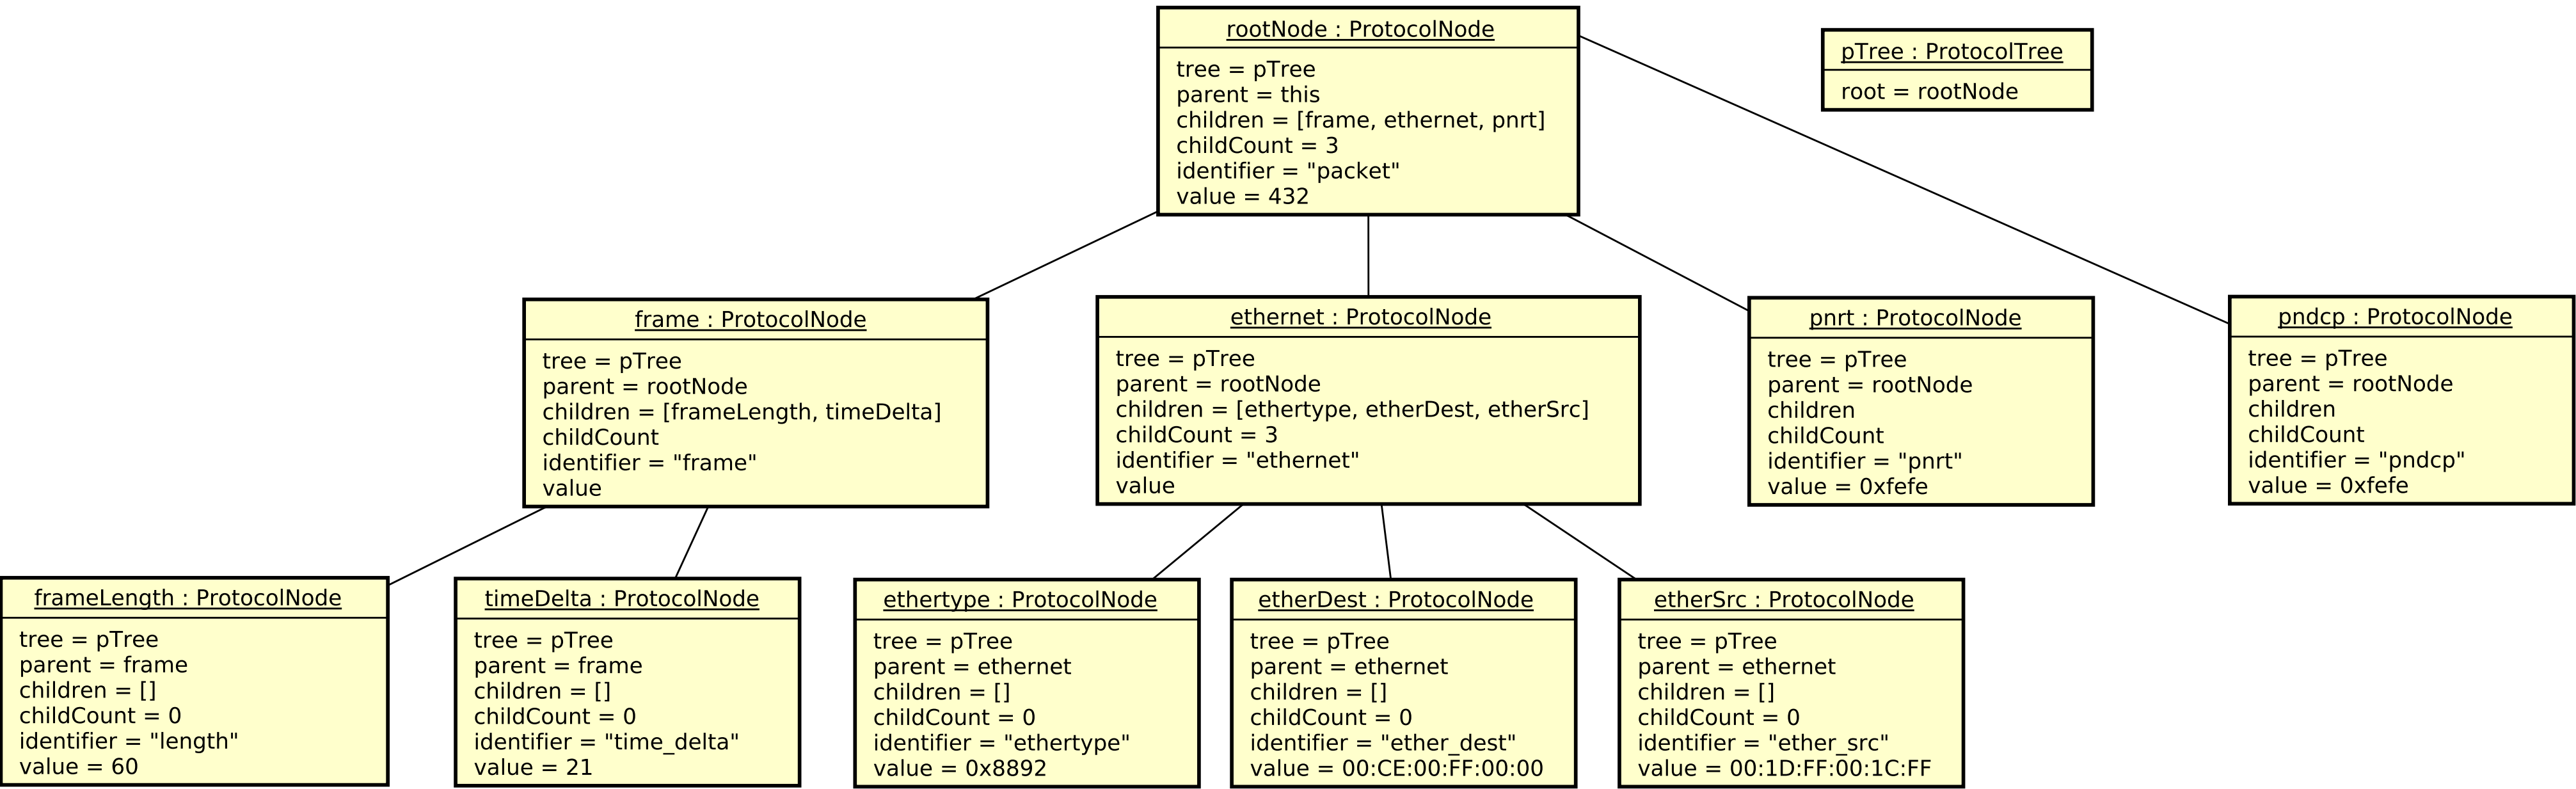 rootNode : ProtocolNode
tree = pTree
parent = this
children = [frame, ethernet, pnrt]
childCount = 3
identifier = "packet"
value = 432
pTree : ProtocolTree
root = rootNode
frame : ProtocolNode
tree = pTree
parent = rootNode
children = [frameLength, timeDelta]
childCount
identifier = "frame"
value
ethernet : ProtocolNode
tree = pTree
parent = rootNode
children = [ethertype, etherDest, etherSrc]
childCount = 3
identifier = "ethernet"
value
pnrt : ProtocolNode
tree = pTree
parent = rootNode
children
childCount
identifier = "pnrt"
value = 0xfefe
pndcp : ProtocolNode
tree = pTree
parent = rootNode
children
childCount
identifier = "pndcp"
value = 0xfefe
frameLength : ProtocolNode
tree = pTree
parent = frame
children = []
childCount = 0
identifier = "length"
value = 60
timeDelta : ProtocolNode
tree = pTree
parent = frame
children = []
childCount = 0
identifier = "time_delta"
value = 21
ethertype : ProtocolNode
tree = pTree
parent = ethernet
children = []
childCount = 0
identifier = "ethertype"
value = 0x8892
etherDest : ProtocolNode
tree = pTree
parent = ethernet
children = []
childCount = 0
identifier = "ether_dest"
value = 00:CE:00:FF:00:00
etherSrc : ProtocolNode
tree = pTree
parent = ethernet
children = []
childCount = 0
identifier = "ether_src"
value = 00:1D:FF:00:1C:FF